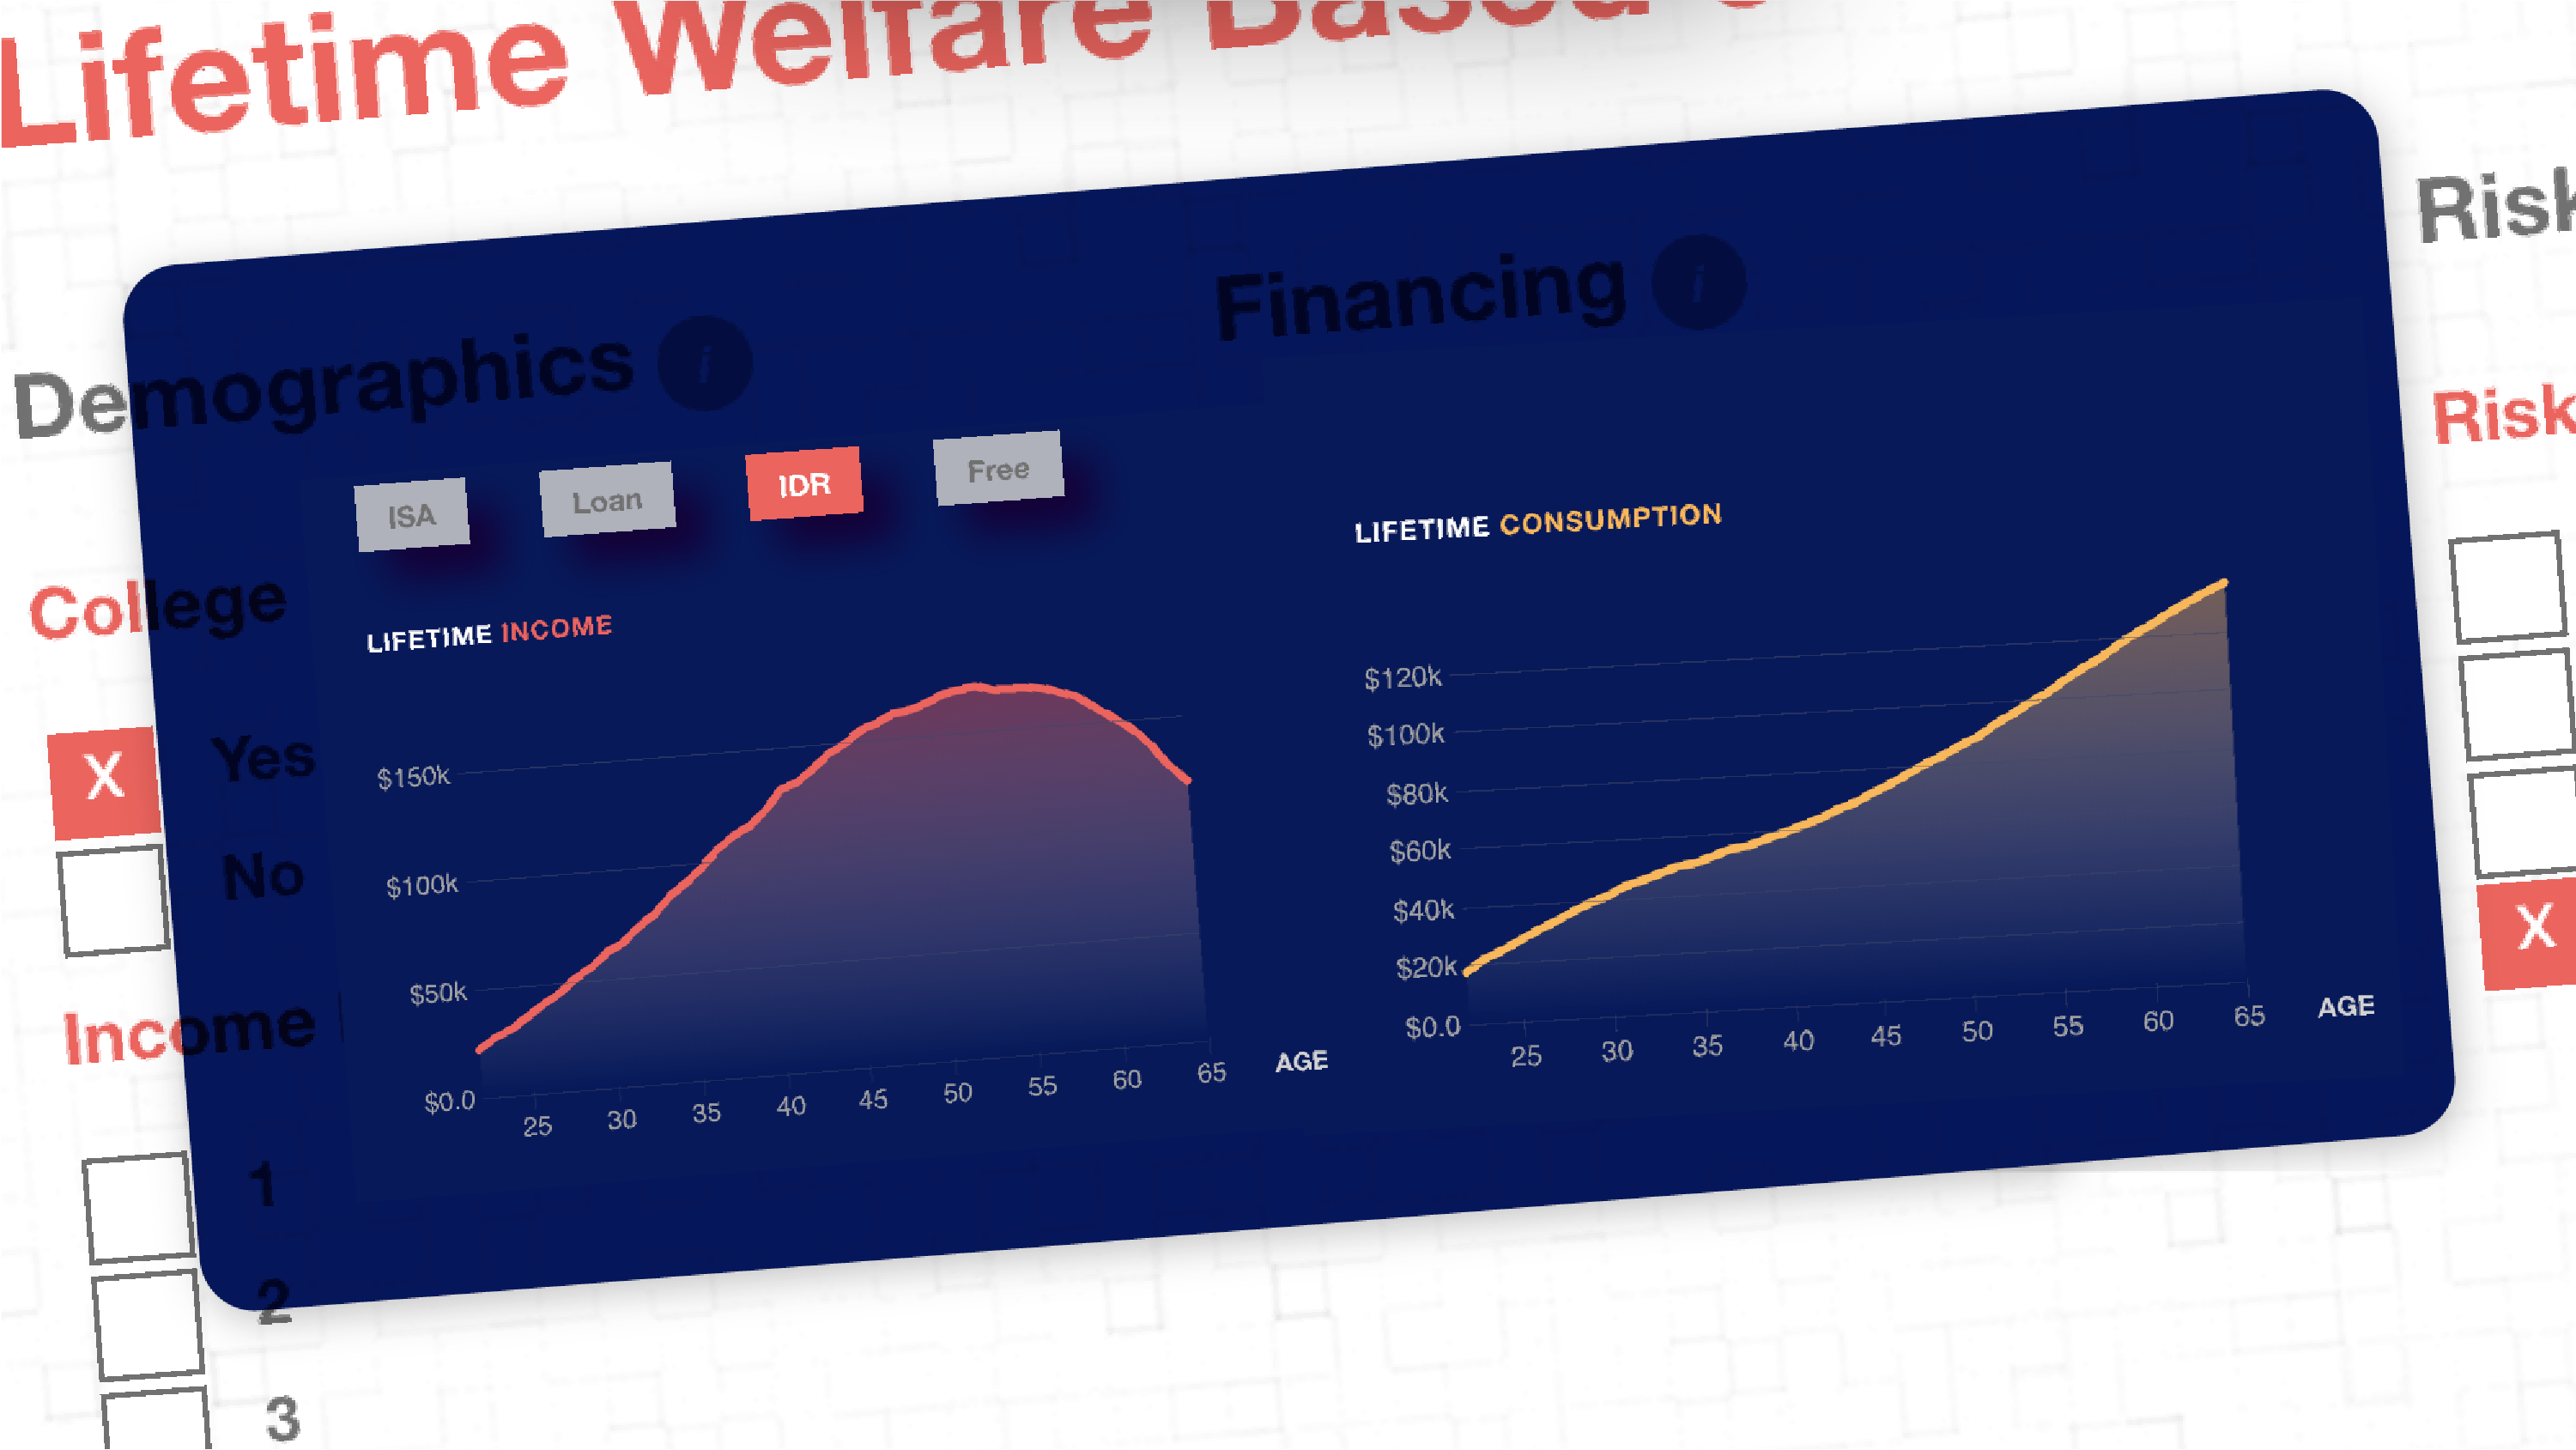 Lifetime Welfare Based
Risk
Financing i
Demographics i
Risk
ISA Loan IDR Free
LIFETIME CONSUMPTION
College
LIFETIME INCOME
$120k
$100k
$80k
$60k
$40k
$20k
$0.0
25 30 35 40 45 50 55 60 65 AGE
X Yes
No
$150k
$100k
$50k
$0.0
25 30 35 40 45 50 55 60 65 AGE
X
Income
1
2
3